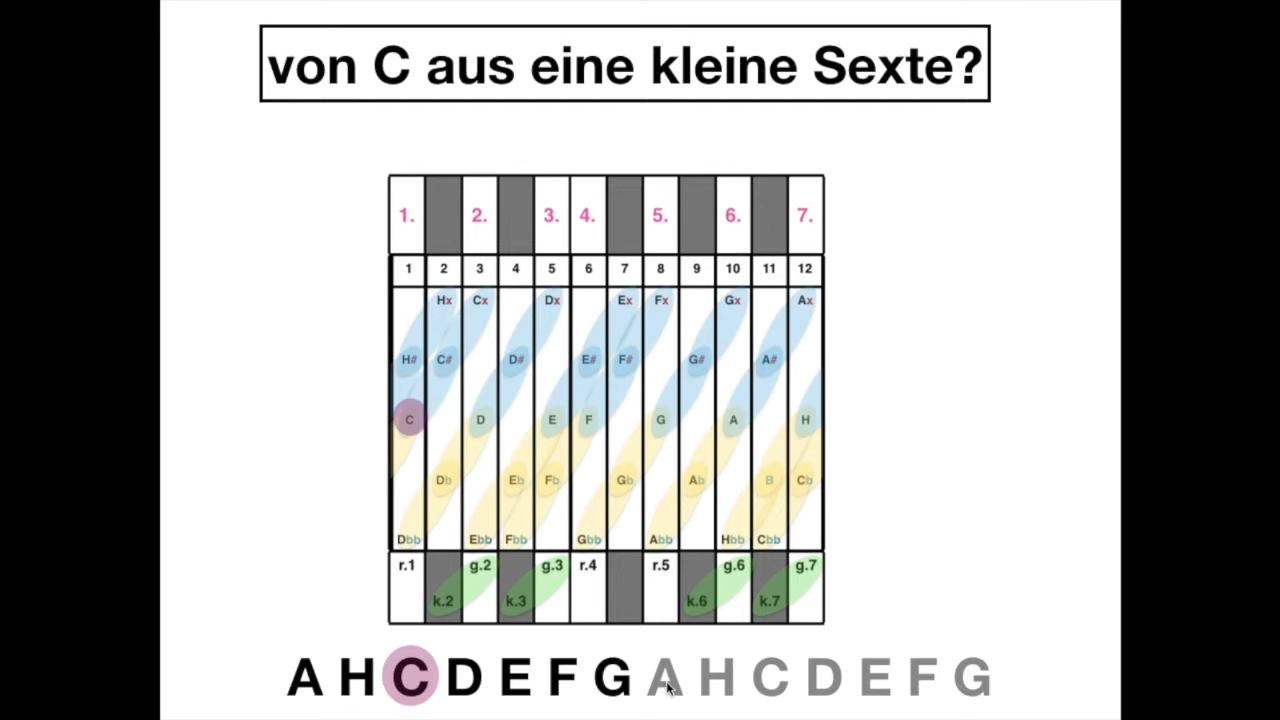 von C aus eine kleine Sexte?
1. 2. 3. 4. 5. 6. 7.
1 2 3 4 5 6 7 8 9 10 11 12
Hx Cx Dx Ex Fx Gx Ax
H# C# D# E# F# G# A#
C D E F G A H
Db Eb Fb Gb Ab B Cb
Dbb Ebb Fbb Gbb Abb Hbb Cbb
r.1 g.2 g.3 r.4 r.5 g.6 g.7
k.2 k.3 k.6 k.7
A H C D E F G A H C D E F G